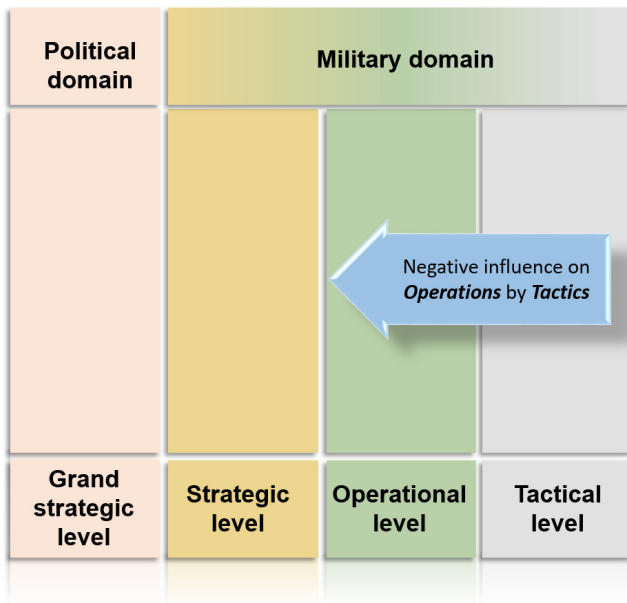 Political
domain
Military domain
Negative influence on
Operations by Tactics
Grand
strategic
level
Strategic
level
Operational
level
Tactical
level